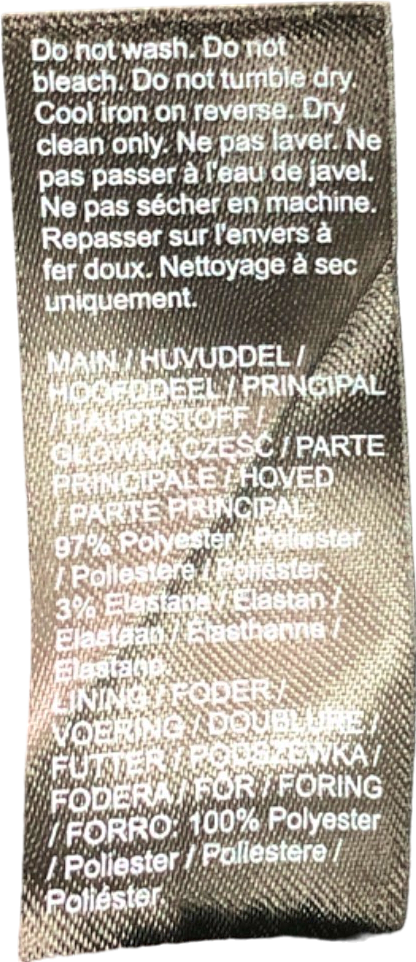 Do not wash. Do not
bleach. Do not tumble dry.
Cool iron on reverse. Dry
clean only. Ne pas laver. Ne
pas passer à l'eau de javel.
Ne pas sécher en machine.
Repasser sur l'envers à
fer doux. Nettoyage à sec
uniquement.
MAIN / HUVUDDEL /
HOOFDDEEL / PRINCIPAL
/ HAUPTSTOFF /
GŁÓWNA CZĘŚĆ / PARTE
PRINCIPALE / HOVED
/ PARTE PRINCIPAL:
97% Polyester / Poliester
/ Poliestere / Poliéster
3% Elastane / Elastan /
Elastaan / Élasthanne /
Elastano
LINING / FODER /
VOERING / DOUBLURE /
FUTTER / PODSZEWKA /
FODERA / FÓR / FORING
/ FORRO: 100% Polyester
/ Poliester / Poliestere /
Poliéster